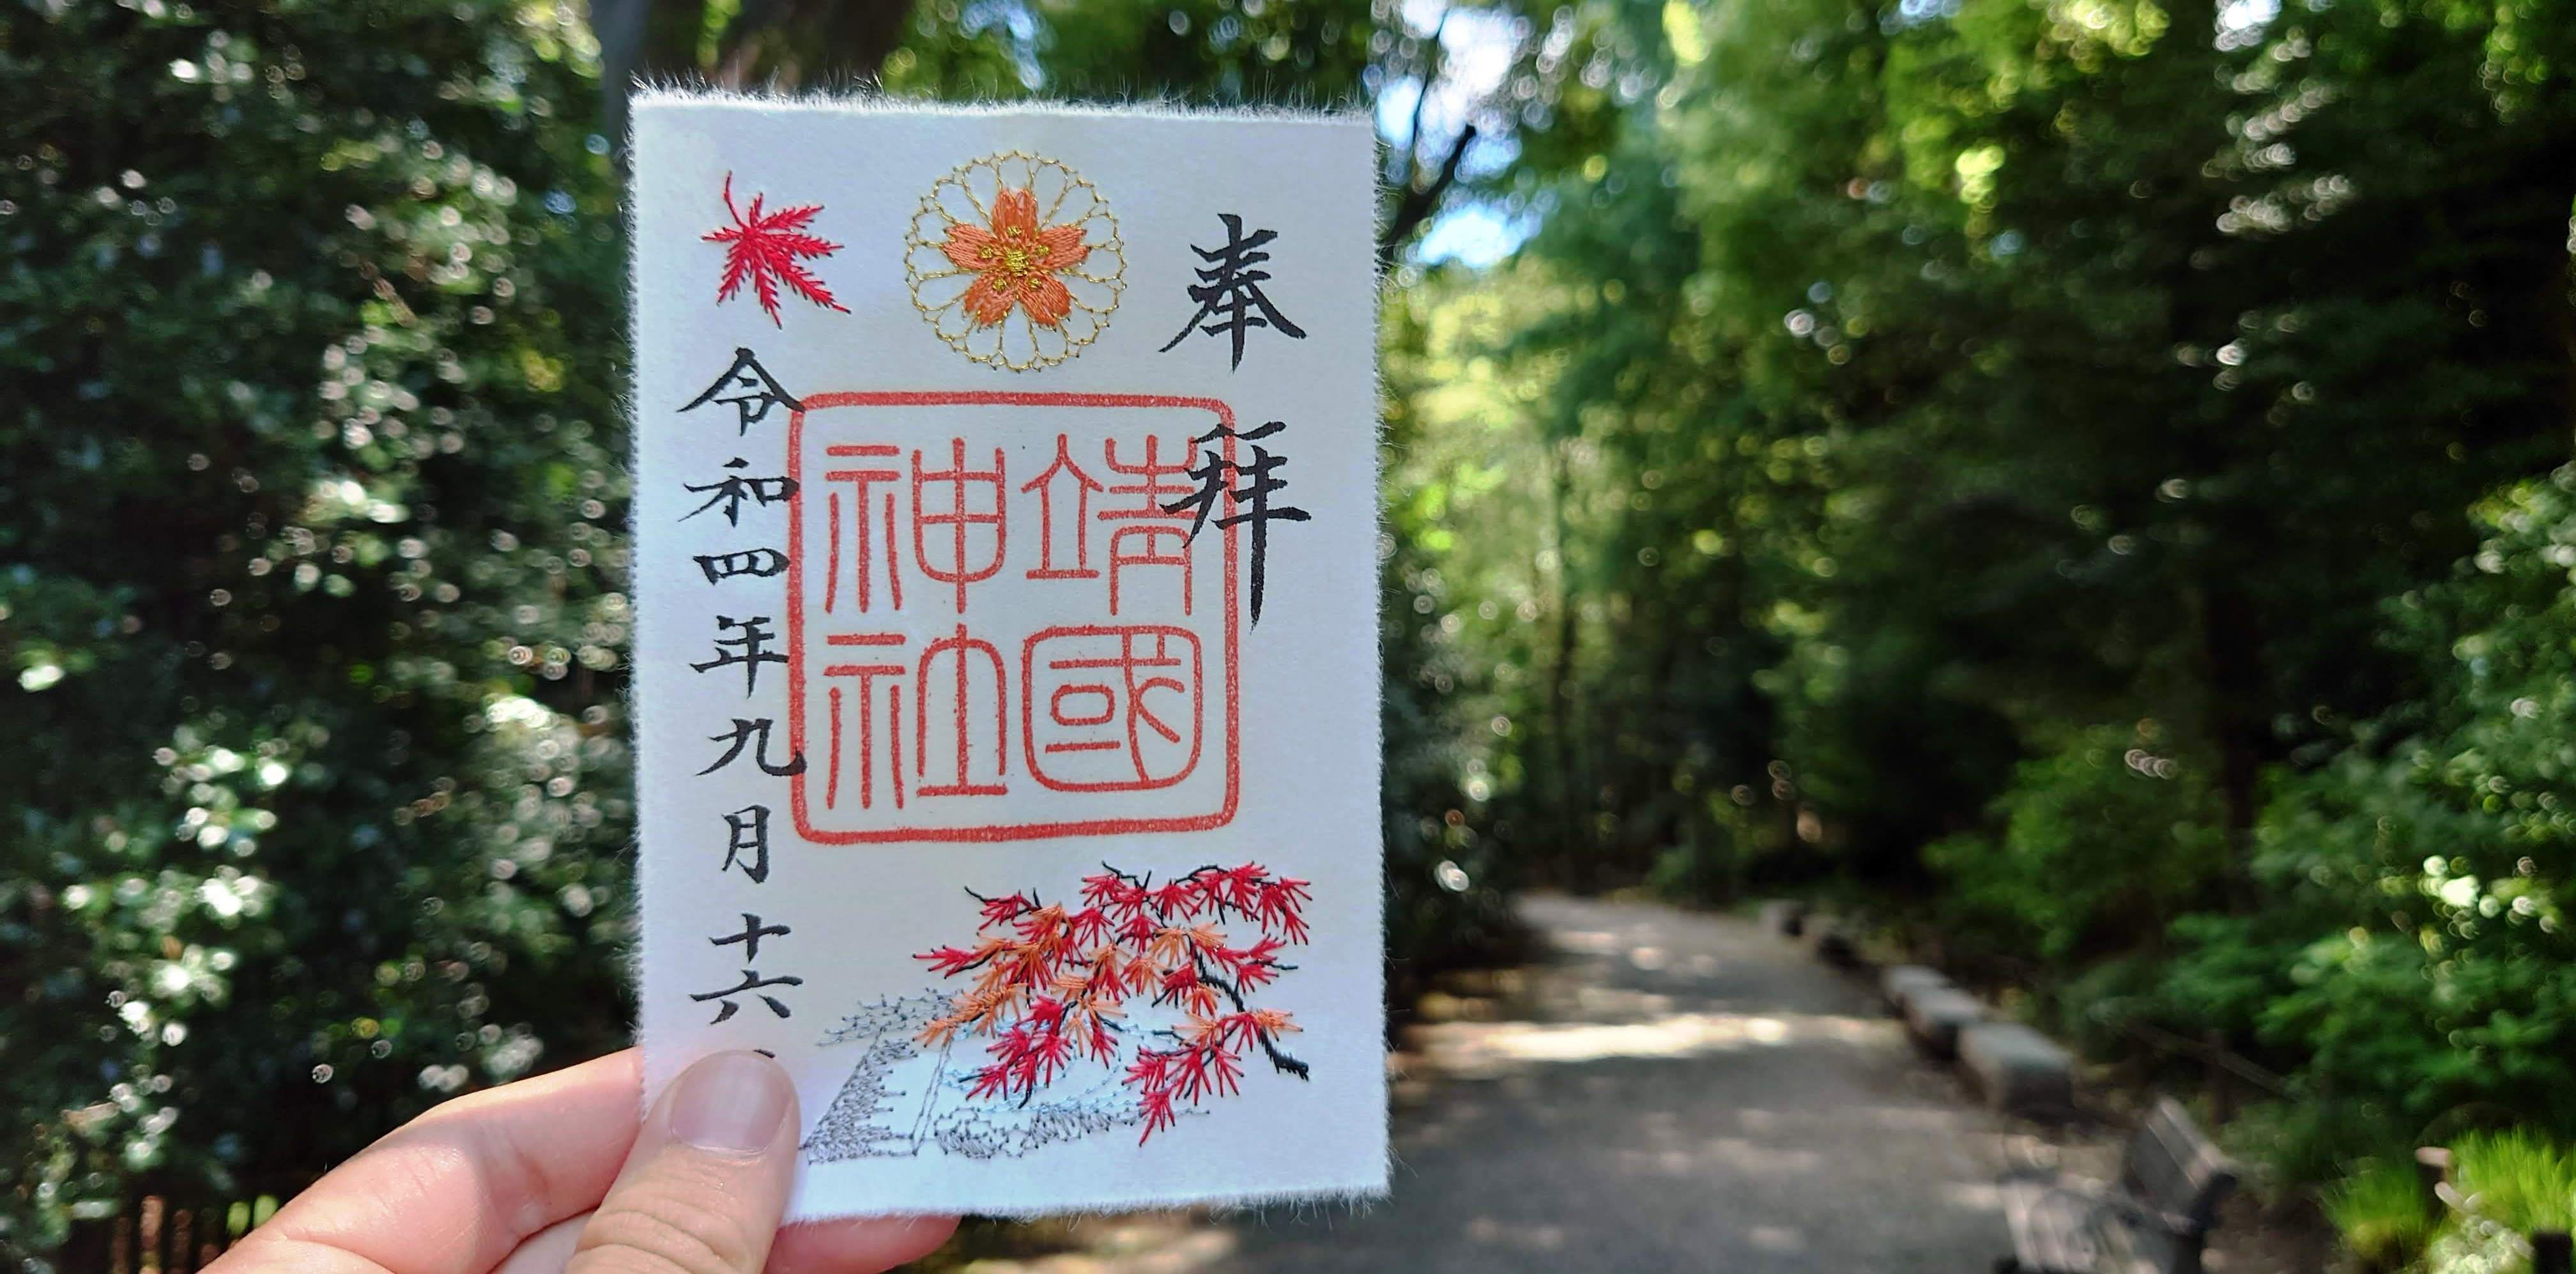 奉拝
靖國
神社
令和四年九月十六